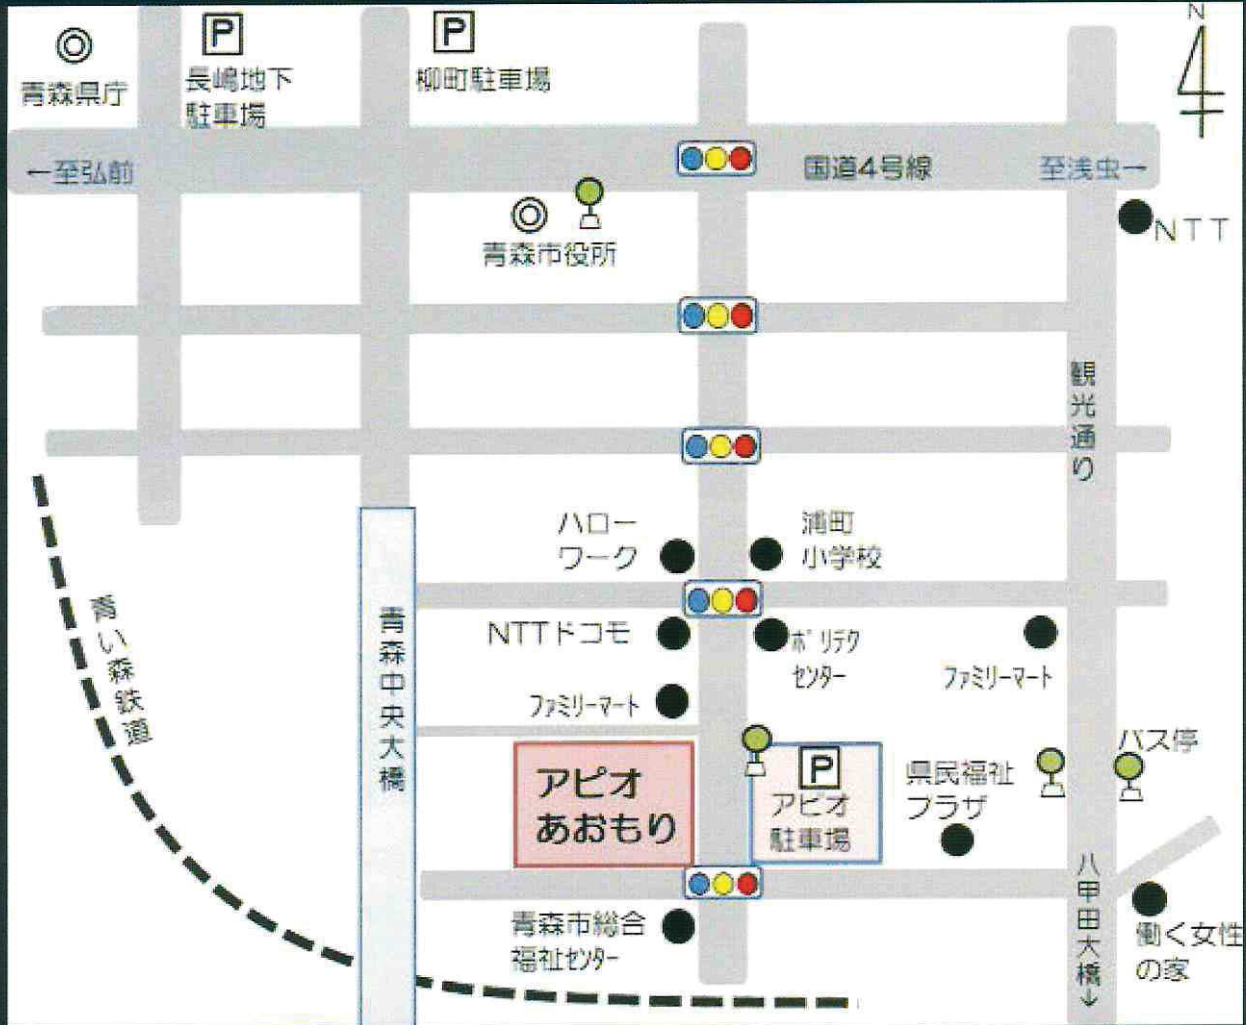 N
P
P
青森県庁
長嶋地下
駐車場
柳町駐車場
←至弘前
国道4号線
至浅虫→
NTT
青森市役所
観光通り
ハロー
ワーク
浦町
小学校
青い森鉄道
青森中央大橋
NTTドコモ
ポリテク
センター
ファミリーマート
ファミリーマート
バス停
P
アピオ
あおもり
アピオ
駐車場
県民福祉
プラザ
八甲田大橋↓
青森市総合
福祉センター
働く女性
の家